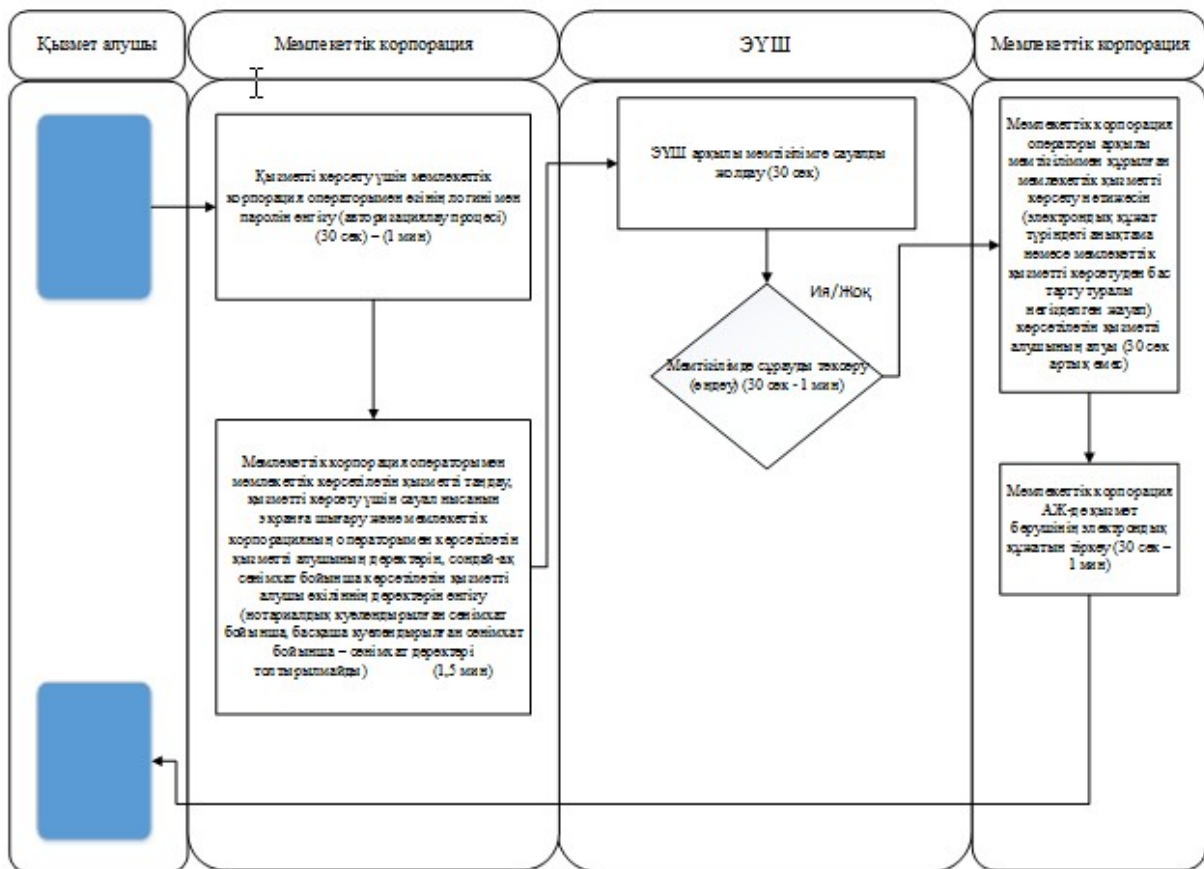 Қызмет алушы
Мемлекеттік корпорация
ЭҮШ
Мемлекеттік корпорация
Қызметті көрсету үшін мемлекеттік
корпорация операторымен өзінің логині мен
паролін енгізу (авторизациялау процесі)
(30 сек) – (1 мин)
Мемлекеттік корпорация операторымен
мемлекеттік көрсетілетін қызметті таңдау,
қызметті көрсету үшін сауал нысанын
экранға шығару және мемлекеттік
корпорацияның операторымен көрсетілетін
қызметті алушының деректерін, сондай-ақ
сенімхат бойынша көрсетілетін қызметті
алушы өкілінің деректерін енгізу
(нотариалдық куәлендырылған сенімхат
бойынша, басқаша куәлендырылған сенімхат
бойынша – сенімхат деректері
толтырылмайды) (1,5 мин)
ЭҮШ арқылы мемтізілімге сауалды
жолдау (30 сек)
Ия/Жоқ
Мемтізілімде сұрауды тексеру
(өңдеу) (30 сек - 1 мин)
Мемлекеттік корпорация
операторы арқылы
мемтізіліммен құрылған
мемлекеттік қызметті
көрсету нәтижесін
(электрондық құжат
түріндегі анықтама
немесе мемлекеттік
қызметті көрсетуден бас
тарту туралы
негізделген жауап)
көрсетілетін қызметті
алушының алуы (30 сек
артық емес)
Мемлекеттік корпорация
АЖ-де қызмет
берушінің электрондық
құжатын тіркеу (30 сек –
1 мин)